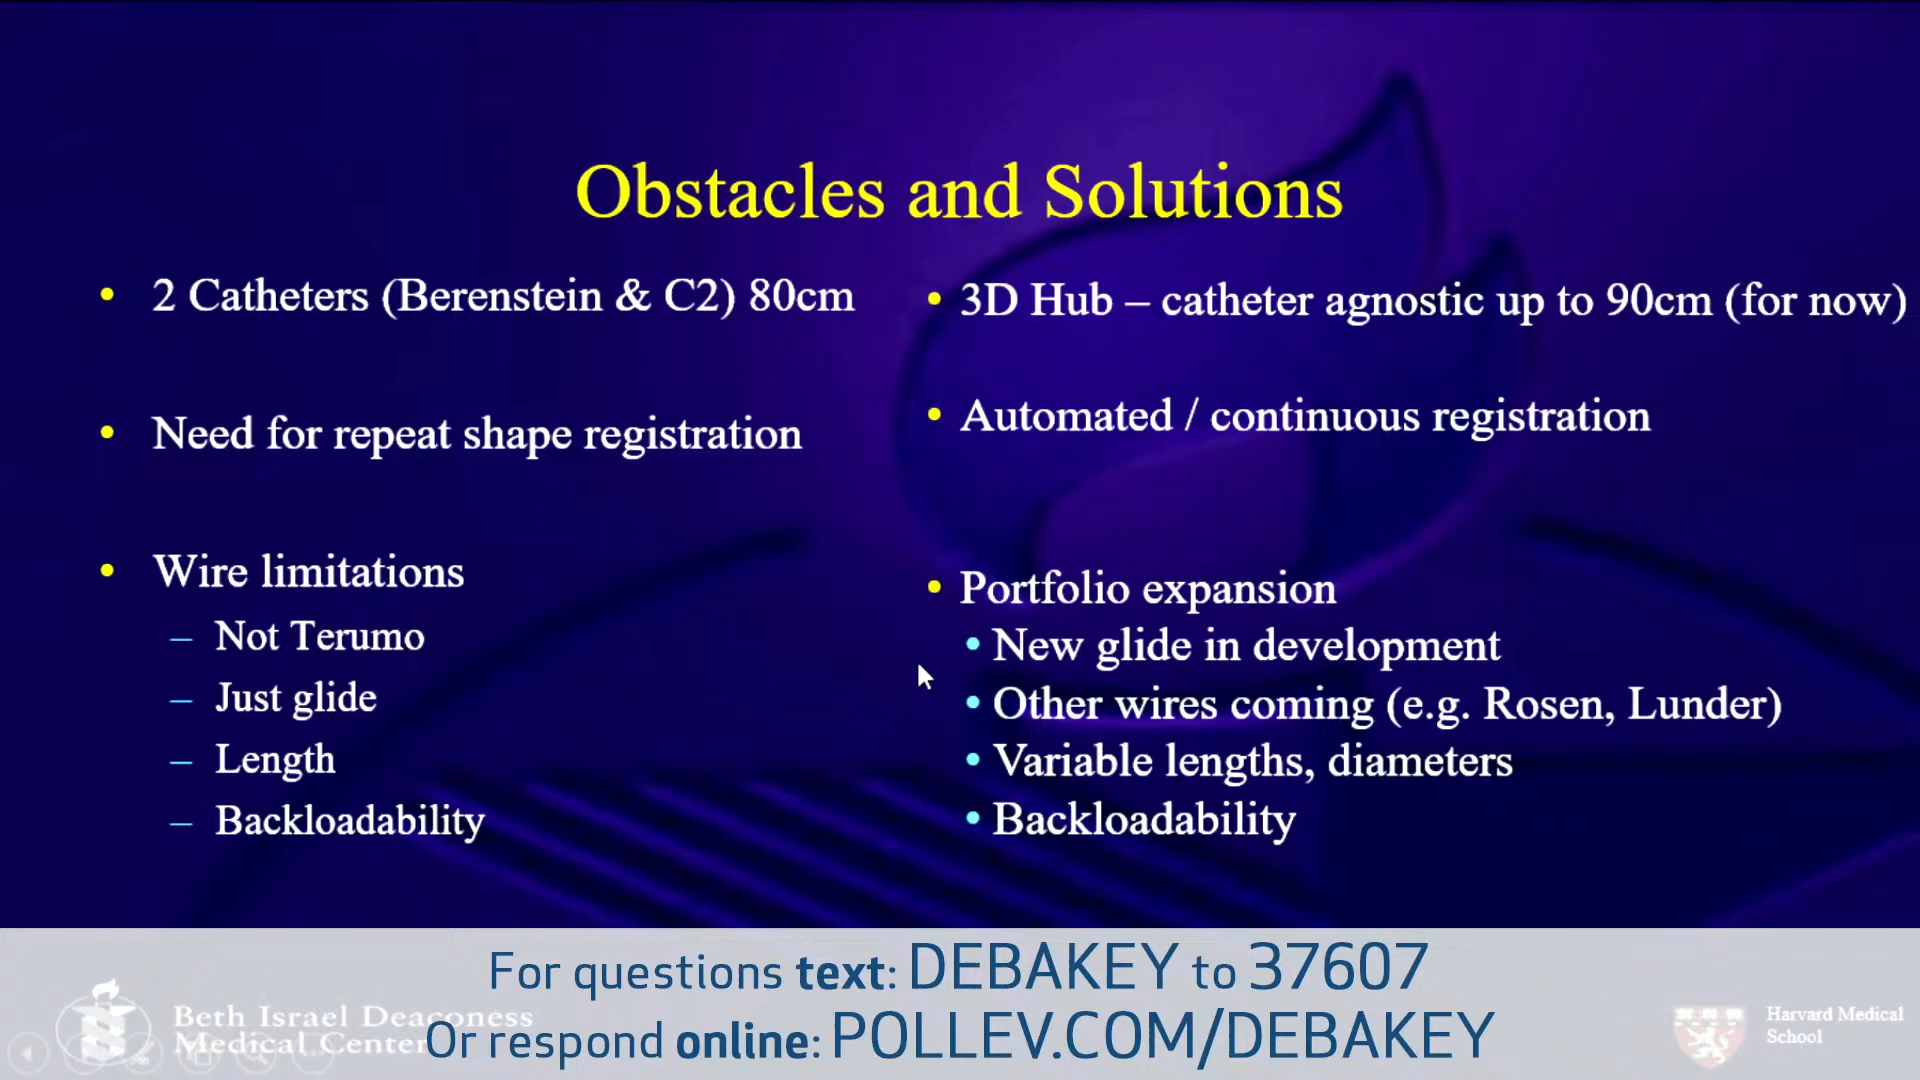 Obstacles and Solutions
• 2 Catheters (Berenstein & C2) 80cm
• Need for repeat shape registration
• Wire limitations
– Not Terumo
– Just glide
– Length
– Backloadability
• 3D Hub – catheter agnostic up to 90cm (for now)
• Automated / continuous registration
• Portfolio expansion
• New glide in development
• Other wires coming (e.g. Rosen, Lunder)
• Variable lengths, diameters
• Backloadability
For questions text: DEBAKEY to 37607
Or respond online: POLLEV.COM/DEBAKEY
Beth Israel Deaconess
Medical Center
Harvard Medical
School